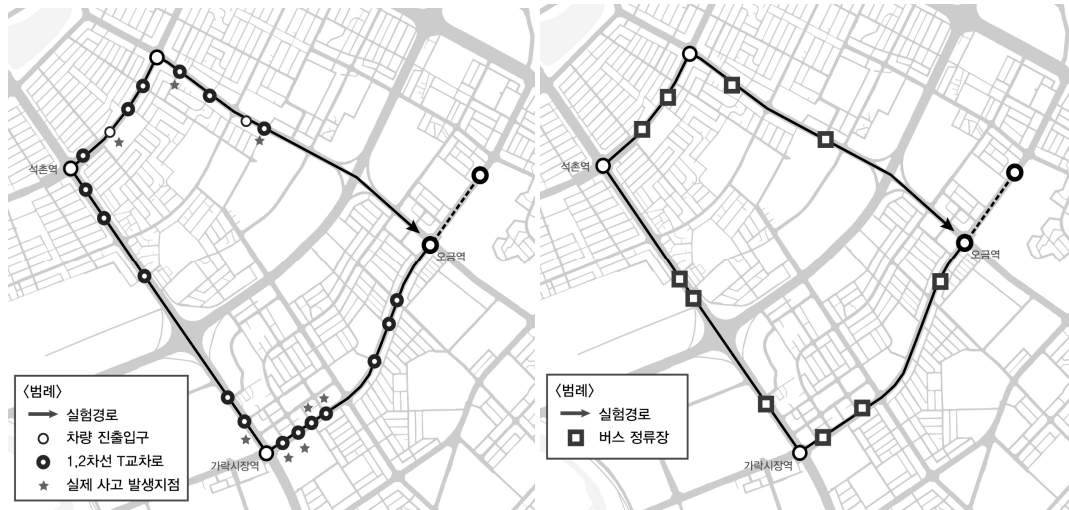 석촌역
오금역
가락시장역
〈범례〉
실험경로
차량 진출입구
1,2차선 T교차로
실제 사고 발생지점
석촌역
오금역
가락시장역
〈범례〉
실험경로
버스 정류장